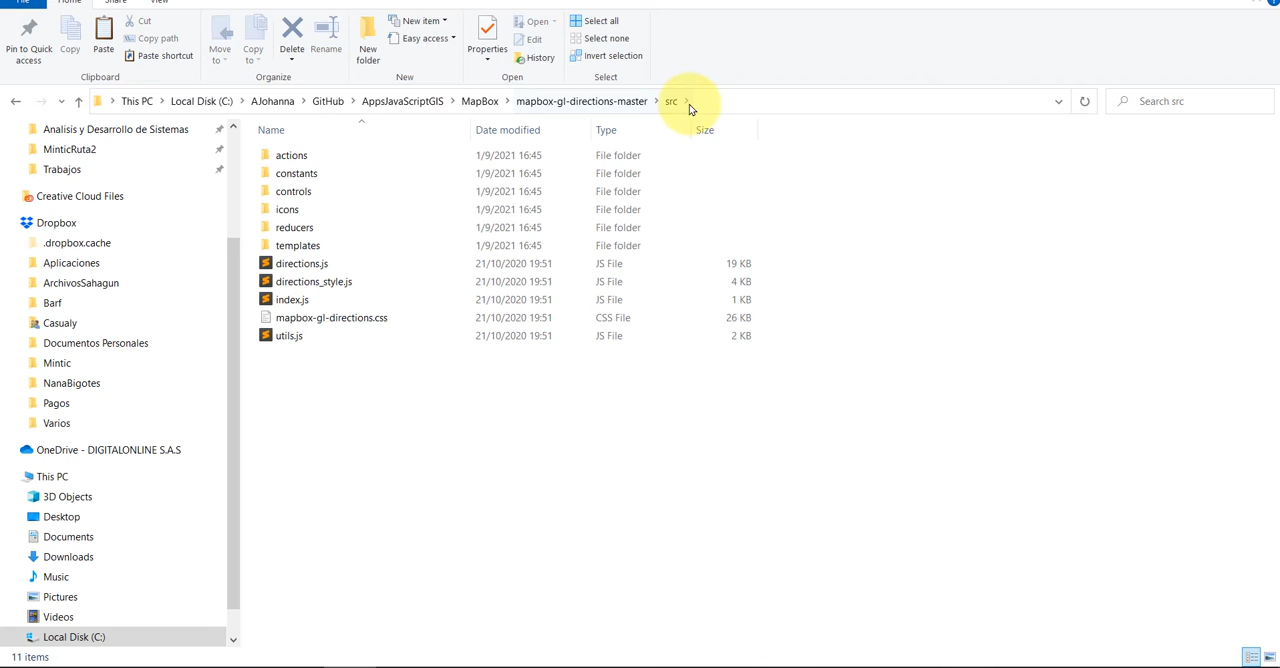 File Home Share View
Pin to Quick access
Copy
Paste
Cut
Copy path
Paste shortcut
Clipboard
Move to
Copy to
Delete
Rename
Organize
New folder
New item
Easy access
New
Properties
Open
Edit
History
Open
Select all
Select none
Invert selection
Select
This PC > Local Disk (C:) > AJohanna > GitHub > AppsJavaScriptGIS > MapBox > mapbox-gl-directions-master > src >
Search src
Analisis y Desarrollo de Sistemas
MinticRuta2
Trabajos
Creative Cloud Files
Dropbox
.dropbox.cache
Aplicaciones
ArchivosSahagun
Barf
Casualy
Documentos Personales
Mintic
NanaBigotes
Pagos
Varios
OneDrive - DIGITALONLINE S.A.S
This PC
3D Objects
Desktop
Documents
Downloads
Music
Pictures
Videos
Local Disk (C:)
Name Date modified Type Size
actions 1/9/2021 16:45 File folder
constants 1/9/2021 16:45 File folder
controls 1/9/2021 16:45 File folder
icons 1/9/2021 16:45 File folder
reducers 1/9/2021 16:45 File folder
templates 1/9/2021 16:45 File folder
directions.js 21/10/2020 19:51 JS File 19 KB
directions_style.js 21/10/2020 19:51 JS File 4 KB
index.js 21/10/2020 19:51 JS File 1 KB
mapbox-gl-directions.css 21/10/2020 19:51 CSS File 26 KB
utils.js 21/10/2020 19:51 JS File 2 KB
11 items